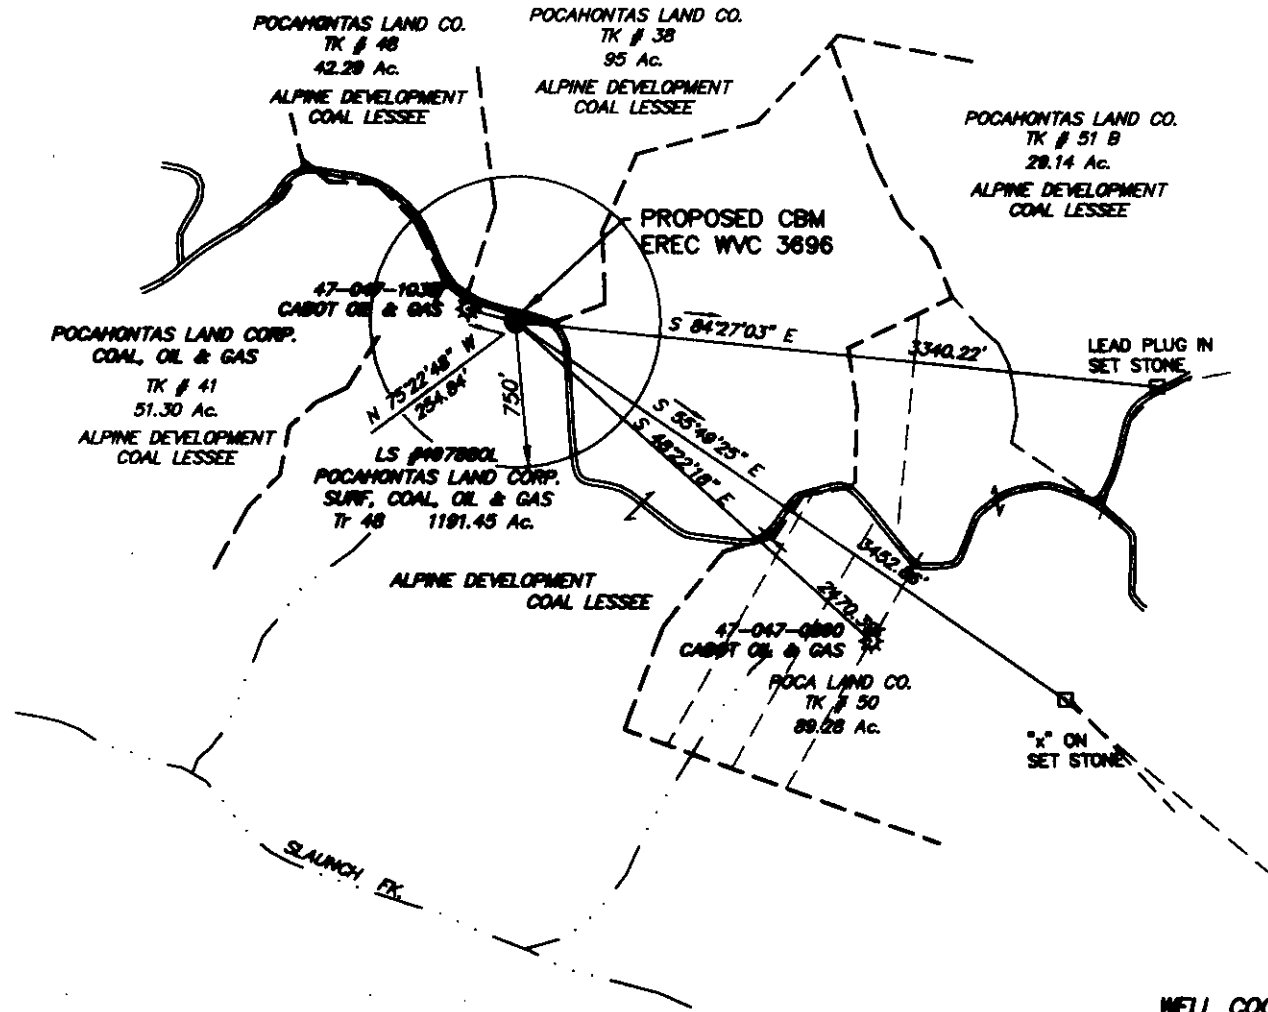 POCAHONTAS LAND CO.
TK # 48
42.29 Ac.
ALPINE DEVELOPMENT
COAL LESSEE
POCAHONTAS LAND CO.
TK # 38
95 Ac.
ALPINE DEVELOPMENT
COAL LESSEE
POCAHONTAS LAND CO.
TK # 51 B
29.14 Ac.
ALPINE DEVELOPMENT
COAL LESSEE
PROPOSED CBM
EREC WVC 3696
CABOT OIL & GAS
POCAHONTAS LAND CORP.
COAL, OIL & GAS
TK # 41
51.30 Ac.
ALPINE DEVELOPMENT
COAL LESSEE
N 75°22'48" W
254.84'
750'
S 84°27'03" E
3340.22'
LEAD PLUG IN
SET STONE
S 55°49'25" E
S 48°22'18" E
LS
POCAHONTAS LAND CORP.
SURF, COAL, OIL & GAS
Tr 48 1191.45 Ac.
ALPINE DEVELOPMENT
COAL LESSEE
CABOT OIL & GAS
POCA LAND CO.
TK # 50
89.28 Ac.
"x" ON
SET STONE
SLAUNCH FK.
WELL